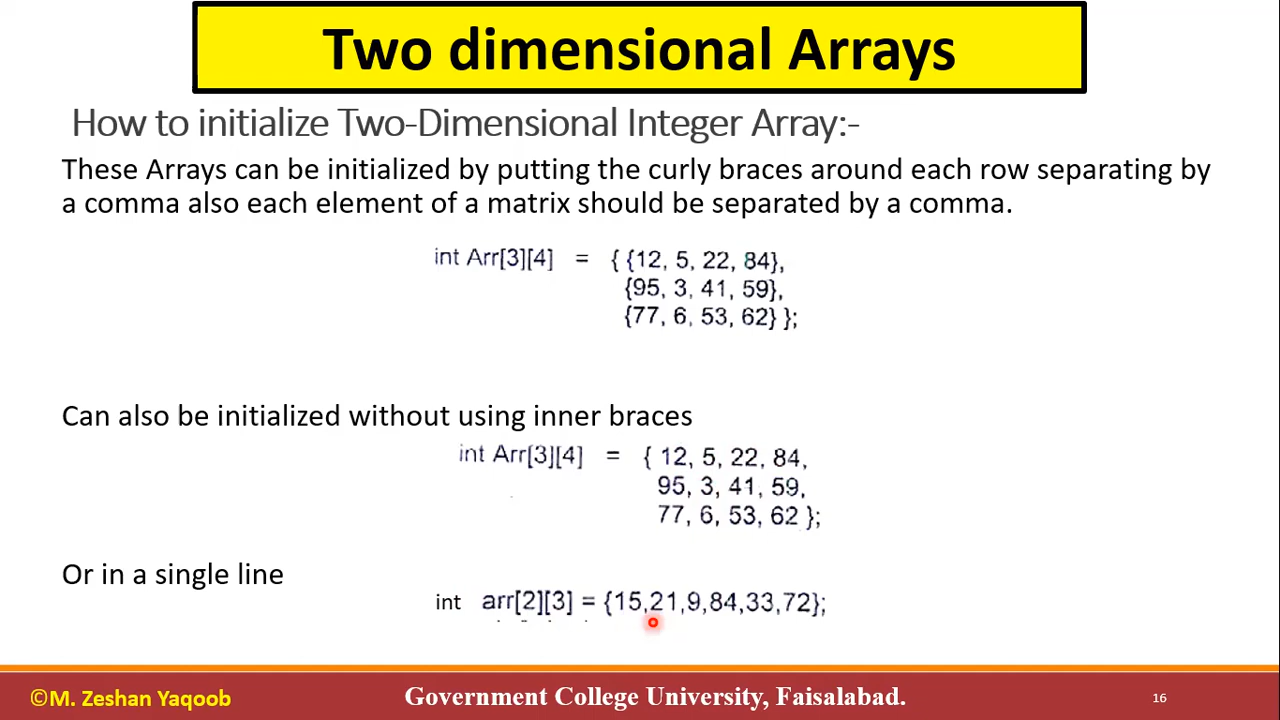 Two dimensional Arrays
How to initialize Two-Dimensional Integer Array:-
These Arrays can be initialized by putting the curly braces around each row separating by
a comma also each element of a matrix should be separated by a comma.
int Arr[3][4] = { {12, 5, 22, 84},
{95, 3, 41, 59},
{77, 6, 53, 62} };
Can also be initialized without using inner braces
int Arr[3][4] = { 12, 5, 22, 84,
95, 3, 41, 59,
77, 6, 53, 62 };
Or in a single line
int arr[2][3] = {15,21,9,84,33,72};
©M. Zeshan Yaqoob Government College University, Faisalabad. 16